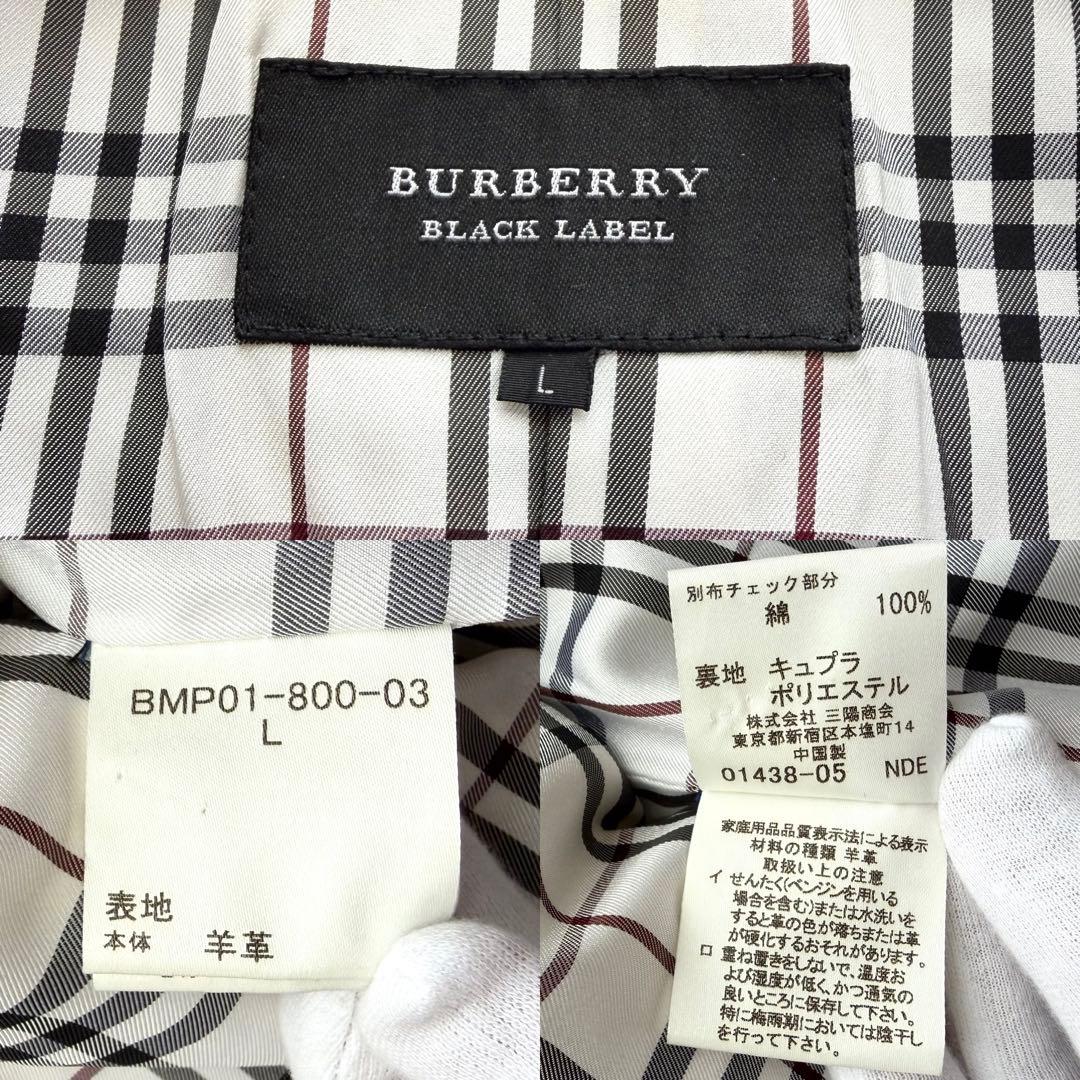 BURBERRY
BLACK LABEL
L
BMP01-800-03
L
表地
本体 羊革
別布チェック部分
綿 100%
裏地 キュプラ
ポリエステル
株式会社 三陽商会
東京都新宿区本塩町14
中国製
01438-05 NDE
家庭用品品質表示法による表示
材料の種類 羊革
取扱い上の注意
イ せんたく(ベンジンを用いる
場合を含む)または水洗いを
すると革の色が落ちまたは革
が硬化するおそれがあります。
ロ 重ね置きをしないで、温度お
よび湿度が低く、かつ通気の
良いところに保存して下さい。
特に梅雨期においては陰干し
を行って下さい。